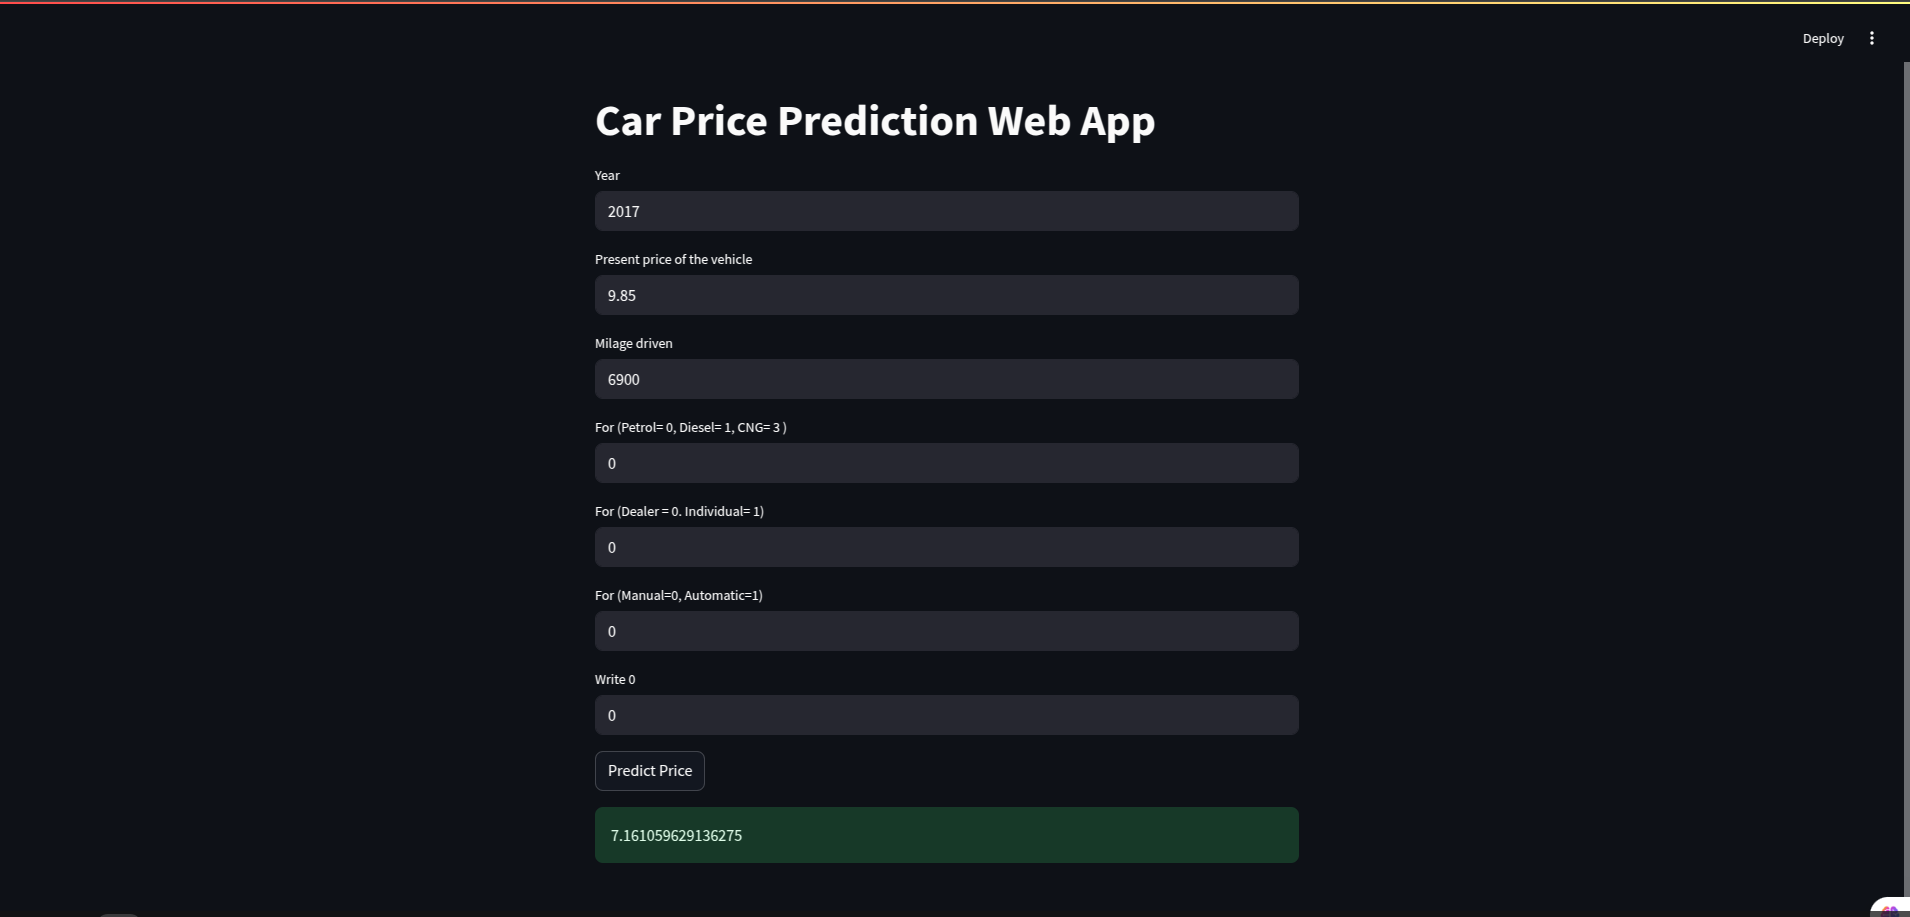 Deploy
Car Price Prediction Web App
Year
2017
Present price of the vehicle
9.85
Milage driven
6900
For (Petrol= 0, Diesel= 1, CNG= 3 )
0
For (Dealer = 0. Individual= 1)
0
For (Manual=0, Automatic=1)
0
Write 0
0
Predict Price
7.161059629136275